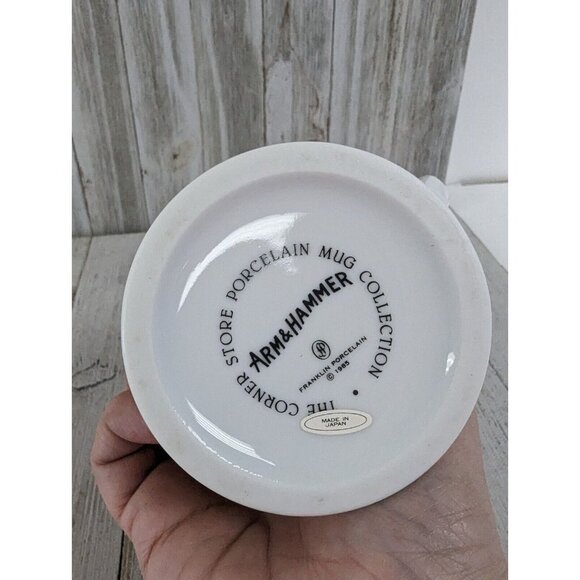 THE CORNER STORE PORCELAIN MUG COLLECTION •
ARM & HAMMER
FRANKLIN PORCELAIN
© 1985
MADE IN
JAPAN